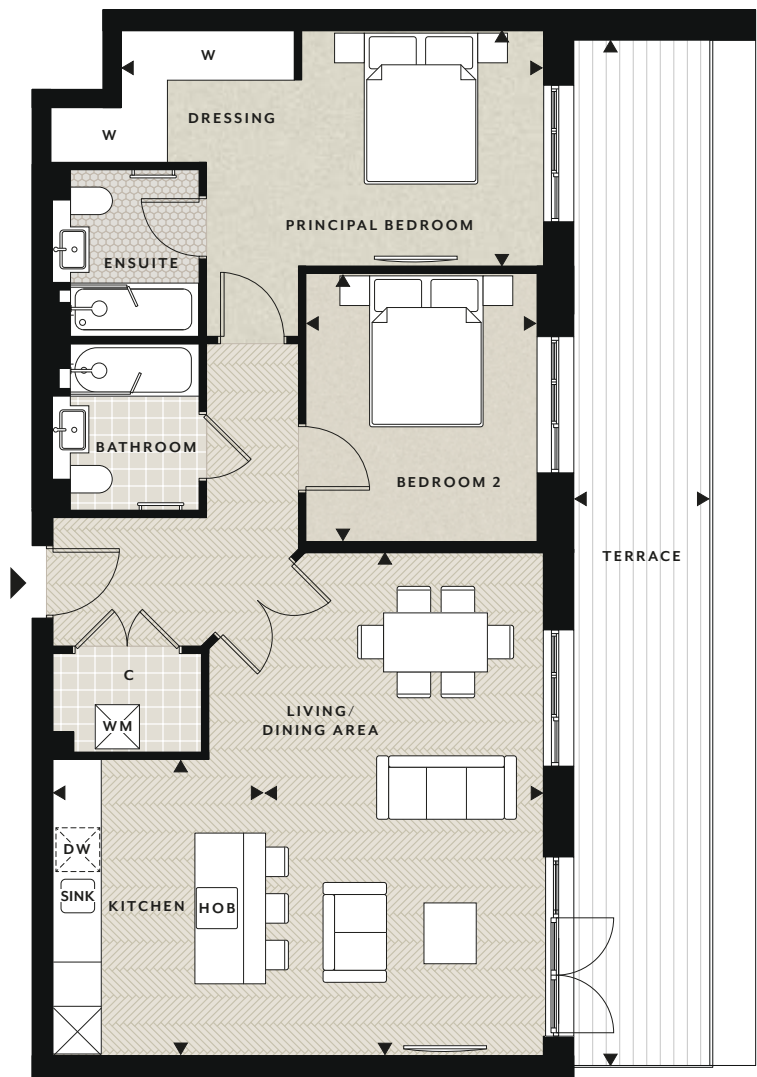 W
W
DRESSING
PRINCIPAL BEDROOM
ENSUITE
BATHROOM
BEDROOM 2
TERRACE
C
WM
LIVING/
DINING AREA
DW
SINK
KITCHEN
HOB